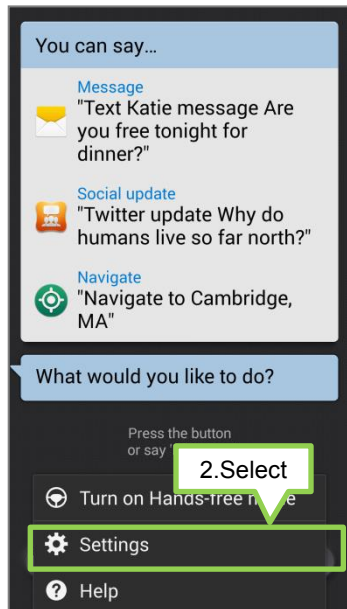 You can say...
Message
"Text Katie message Are
you free tonight for
dinner?"
Social update
"Twitter update Why do
humans live so far north?"
Navigate
"Navigate to Cambridge,
MA"
What would you like to do?
Press the button
or say
2.Select
Turn on Hands-free
Settings
Help